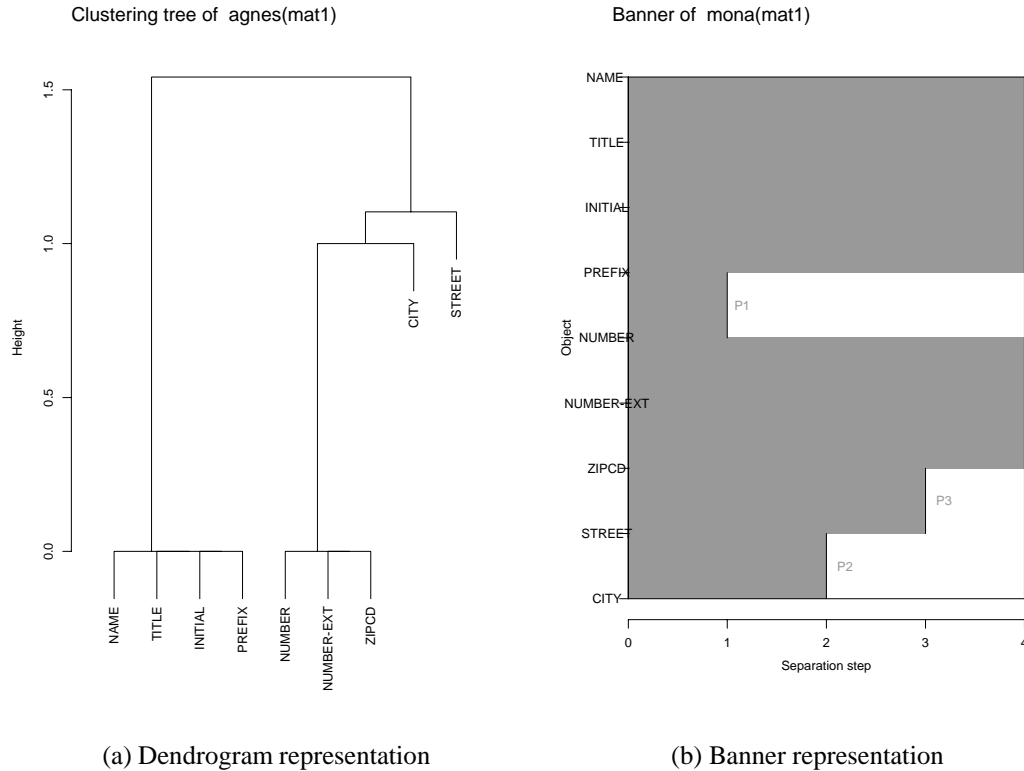 Clustering tree of  agnes(mat1)
Height
1.5
1.0
0.5
0.0
NAME
TITLE
INITIAL
PREFIX
NUMBER
NUMBER-EXT
ZIPCD
CITY
STREET
(a) Dendrogram representation
Banner of  mona(mat1)
Object
NAME
TITLE
INITIAL
PREFIX
NUMBER
NUMBER-EXT
ZIPCD
STREET
CITY
P1
P3
P2
0 1 2 3 4
Separation step
(b) Banner representation